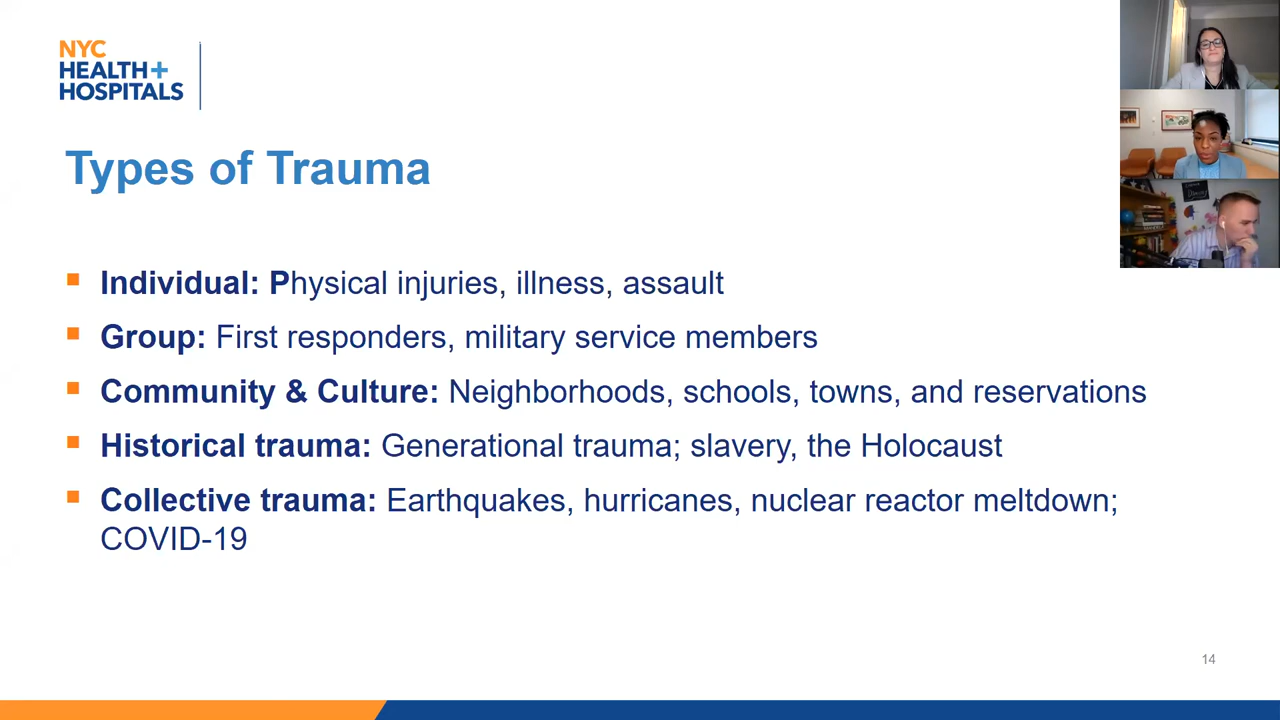 NYC
HEALTH+
HOSPITALS
Types of Trauma
Individual: Physical injuries, illness, assault
Group: First responders, military service members
Community & Culture: Neighborhoods, schools, towns, and reservations
Historical trauma: Generational trauma; slavery, the Holocaust
Collective trauma: Earthquakes, hurricanes, nuclear reactor meltdown;
COVID-19
14